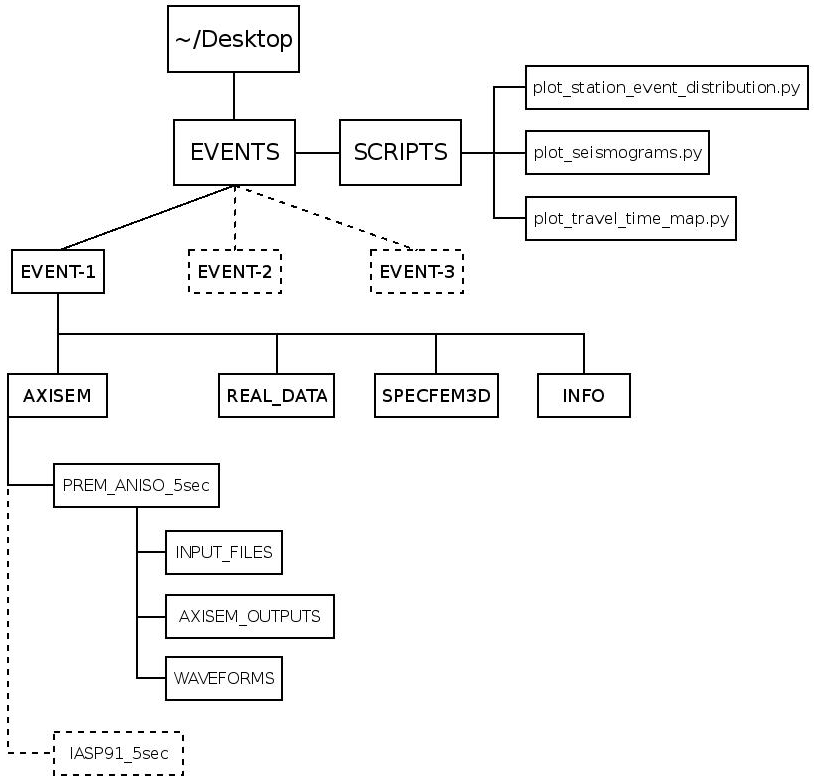 ~/Desktop
plot_station_event_distribution.py
EVENTS
SCRIPTS
plot_seismograms.py
plot_travel_time_map.py
EVENT-1
EVENT-2
EVENT-3
AXISEM
REAL_DATA
SPECFEM3D
INFO
PREM_ANISO_5sec
INPUT_FILES
AXISEM_OUTPUTS
WAVEFORMS
IASP91_5sec